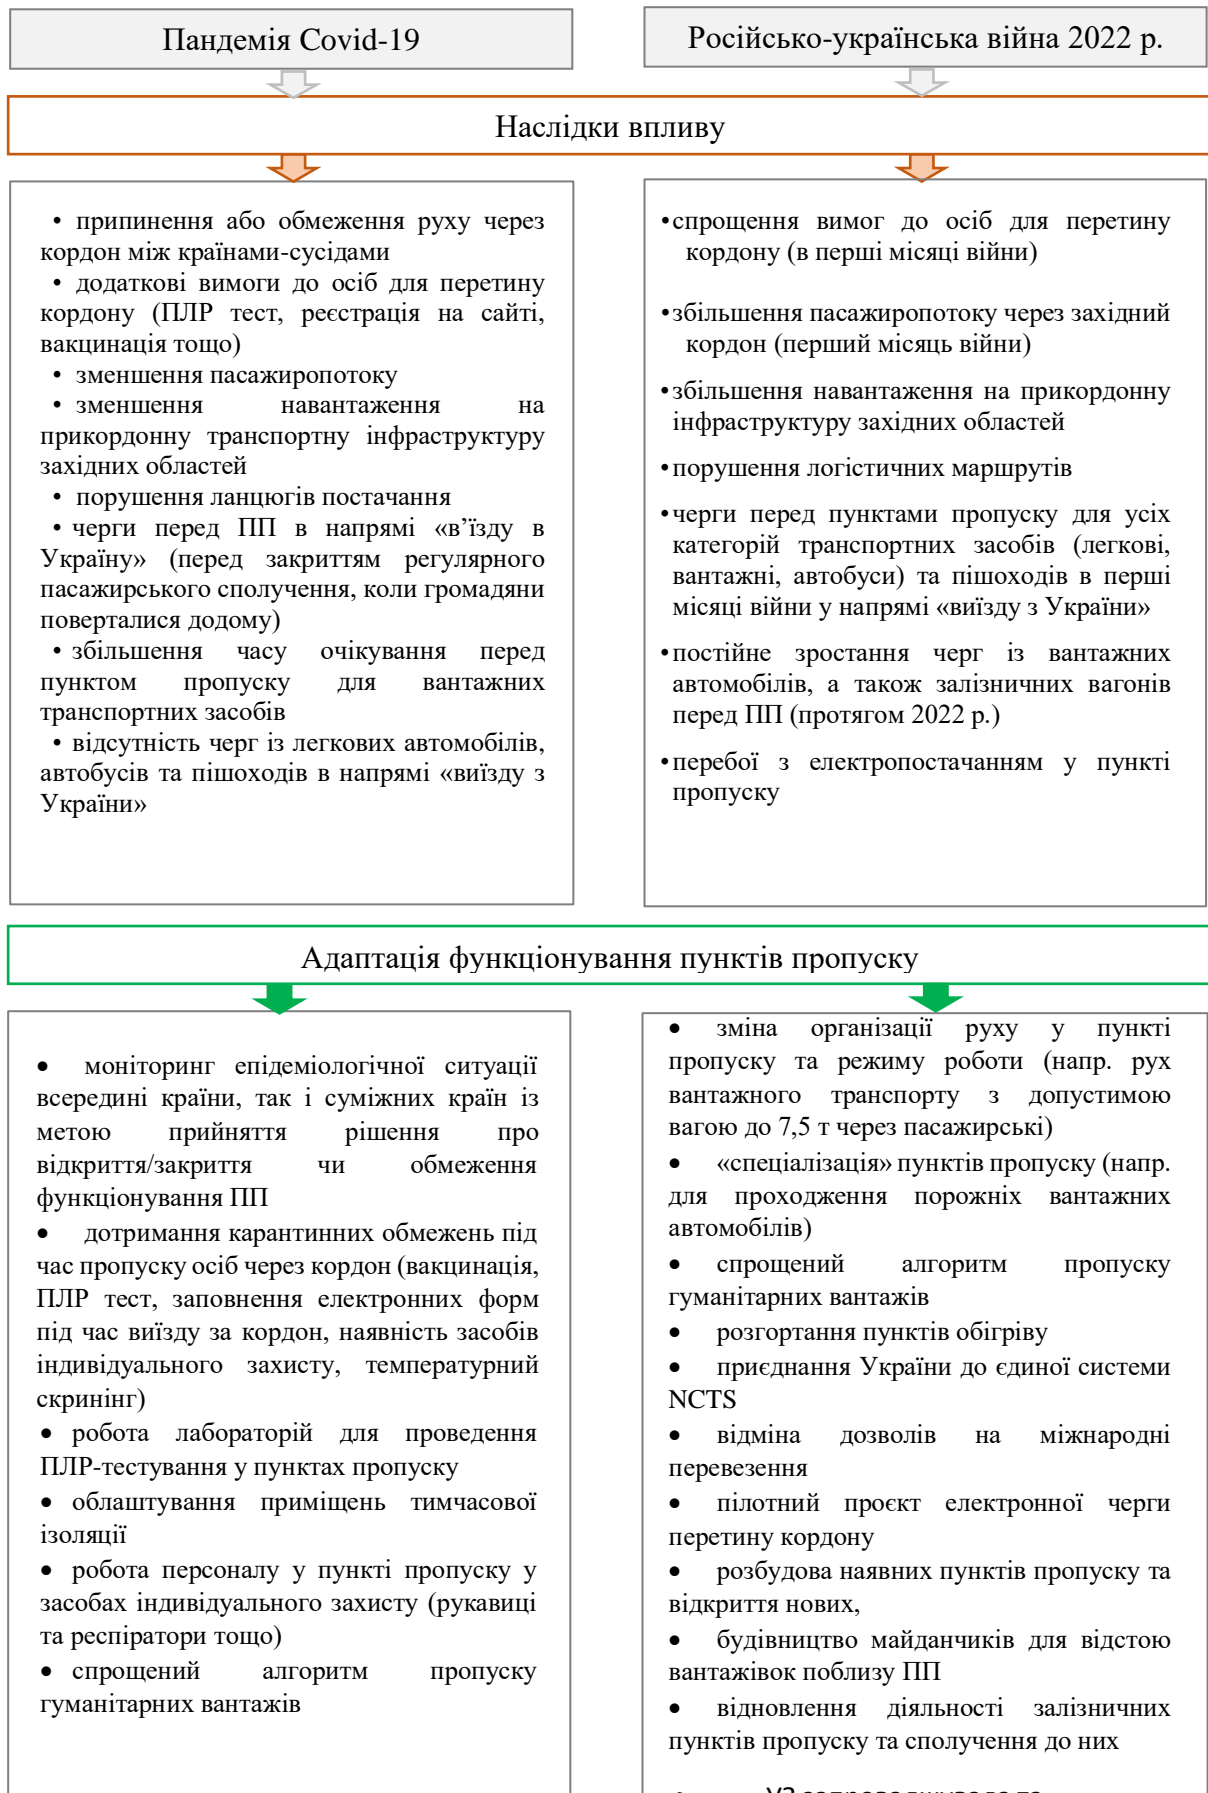 Пандемія Covid-19
Російсько-українська війна 2022 р.
Наслідки впливу
• припинення або обмеження руху через
кордон між країнами-сусідами
• додаткові вимоги до осіб для перетину
кордону (ПЛР тест, реєстрація на сайті,
вакцинація тощо)
• зменшення пасажиропотоку
• зменшення навантаження на
прикордонну транспортну інфраструктуру
західних областей
• порушення ланцюгів постачання
• черги перед ПП в напрямі «в’їзду в
Україну» (перед закриттям регулярного
пасажирського сполучення, коли громадяни
поверталися додому)
• збільшення часу очікування перед
пунктом пропуску для вантажних
транспортних засобів
• відсутність черг із легкових автомобілів,
автобусів та пішоходів в напрямі «виїзду з
України»
•спрощення вимог до осіб для перетину
кордону (в перші місяці війни)
•збільшення пасажиропотоку через західний
кордон (перший місяць війни)
•збільшення навантаження на прикордонну
інфраструктуру західних областей
•порушення логістичних маршрутів
•черги перед пунктами пропуску для усіх
категорій транспортних засобів (легкові,
вантажні, автобуси) та пішоходів в перші
місяці війни у напрямі «виїзду з України»
•постійне зростання черг із вантажних
автомобілів, а також залізничних вагонів
перед ПП (протягом 2022 р.)
•перебої з електропостачанням у пункті
пропуску
Адаптація функціонування пунктів пропуску
• моніторинг епідеміологічної ситуації
всередині країни, так і суміжних країн із
метою прийняття рішення про
відкриття/закриття чи обмеження
функціонування ПП
• дотримання карантинних обмежень під
час пропуску осіб через кордон (вакцинація,
ПЛР тест, заповнення електронних форм
під час виїзду за кордон, наявність засобів
індивідуального захисту, температурний
скринінг)
• робота лабораторій для проведення
ПЛР-тестування у пунктах пропуску
• облаштування приміщень тимчасової
ізоляції
• робота персоналу у пункті пропуску у
засобах індивідуального захисту (рукавиці
та респіратори тощо)
• спрощений алгоритм пропуску
гуманітарних вантажів
• зміна організації руху у пункті
пропуску та режиму роботи (напр. рух
вантажного транспорту з допустимою
вагою до 7,5 т через пасажирські)
• «спеціалізація» пунктів пропуску (напр.
для проходження порожніх вантажних
автомобілів)
• спрощений алгоритм пропуску
гуманітарних вантажів
• розгортання пунктів обігріву
• приєднання України до єдиної системи
NCTS
• відміна дозволів на міжнародні
перевезення
• пілотний проєкт електронної черги
перетину кордону
• розбудова наявних пунктів пропуску та
відкриття нових,
• будівництво майданчиків для відстою
вантажівок поблизу ПП
• відновлення діяльності залізничних
пунктів пропуску та сполучення до них